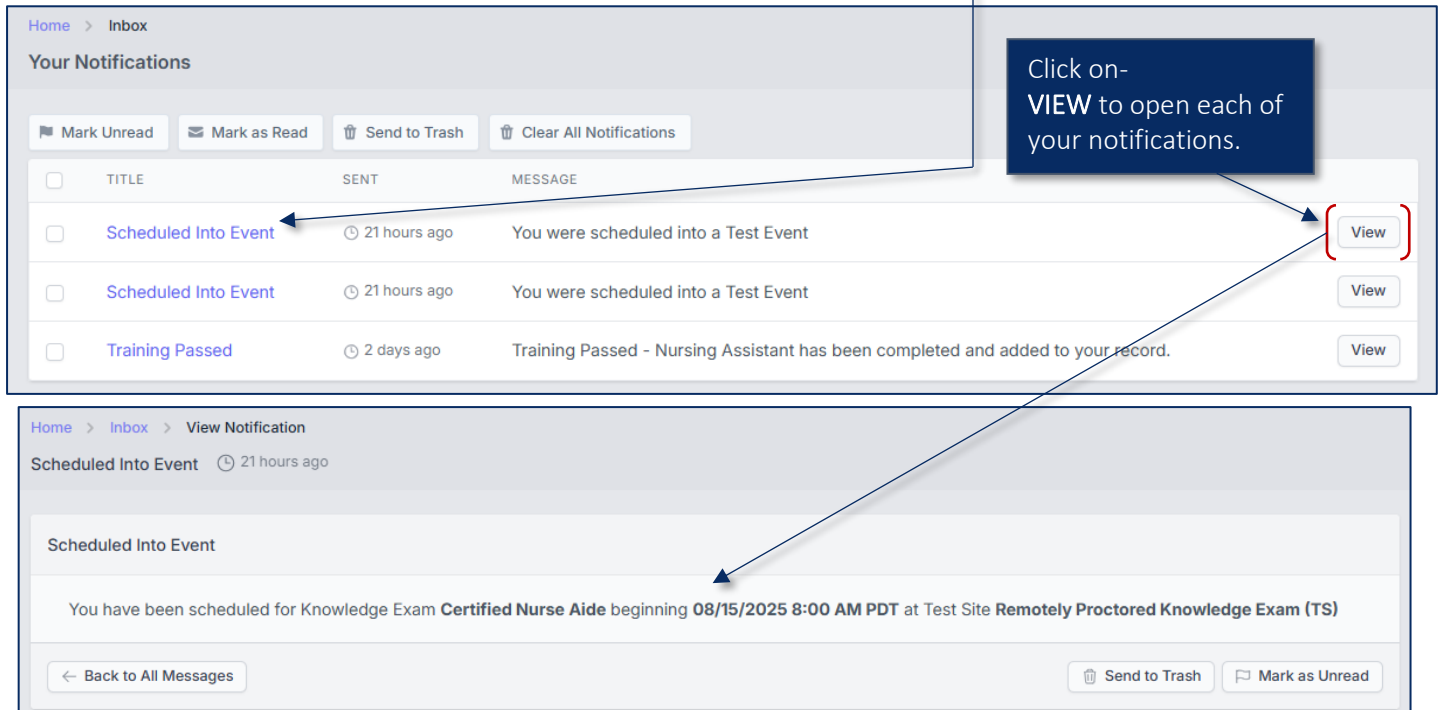 Home > Inbox
Your Notifications
Click on-
VIEW to open each of
your notifications.
Mark Unread Mark as Read Send to Trash Clear All Notifications
TITLE SENT MESSAGE
Scheduled Into Event 21 hours ago You were scheduled into a Test Event View
Scheduled Into Event 21 hours ago You were scheduled into a Test Event View
Training Passed 2 days ago Training Passed - Nursing Assistant has been completed and added to your record. View
Home > Inbox > View Notification
Scheduled Into Event 21 hours ago
Scheduled Into Event
You have been scheduled for Knowledge Exam Certified Nurse Aide beginning 08/15/2025 8:00 AM PDT at Test Site Remotely Proctored Knowledge Exam (TS)
← Back to All Messages Send to Trash Mark as Unread